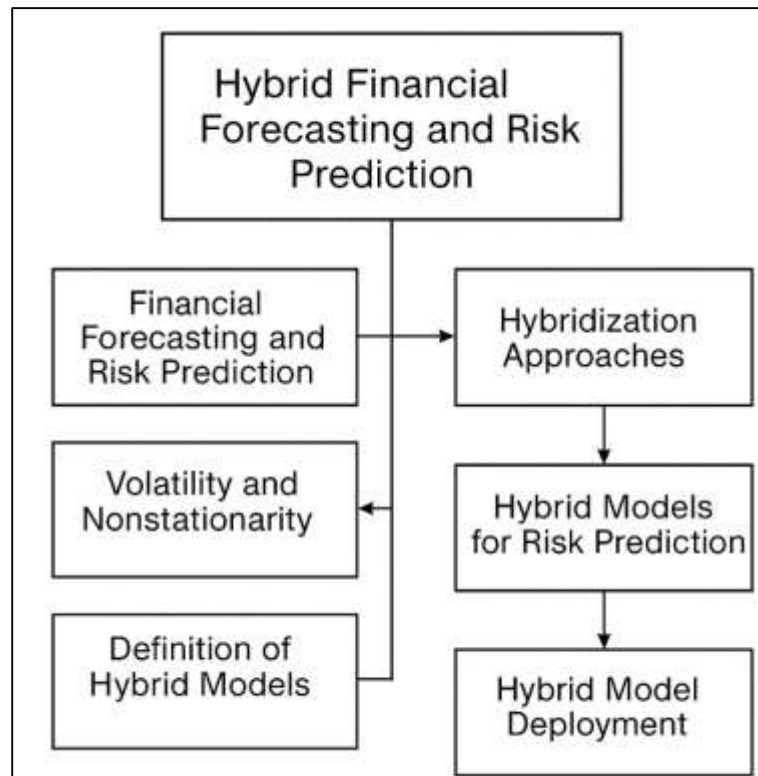 Hybrid Financial
Forecasting and Risk
Prediction
Financial
Forecasting and
Risk Prediction
Hybridization
Approaches
Volatility and
Nonstationarity
Hybrid Models
for Risk Prediction
Definition of
Hybrid Models
Hybrid Model
Deployment